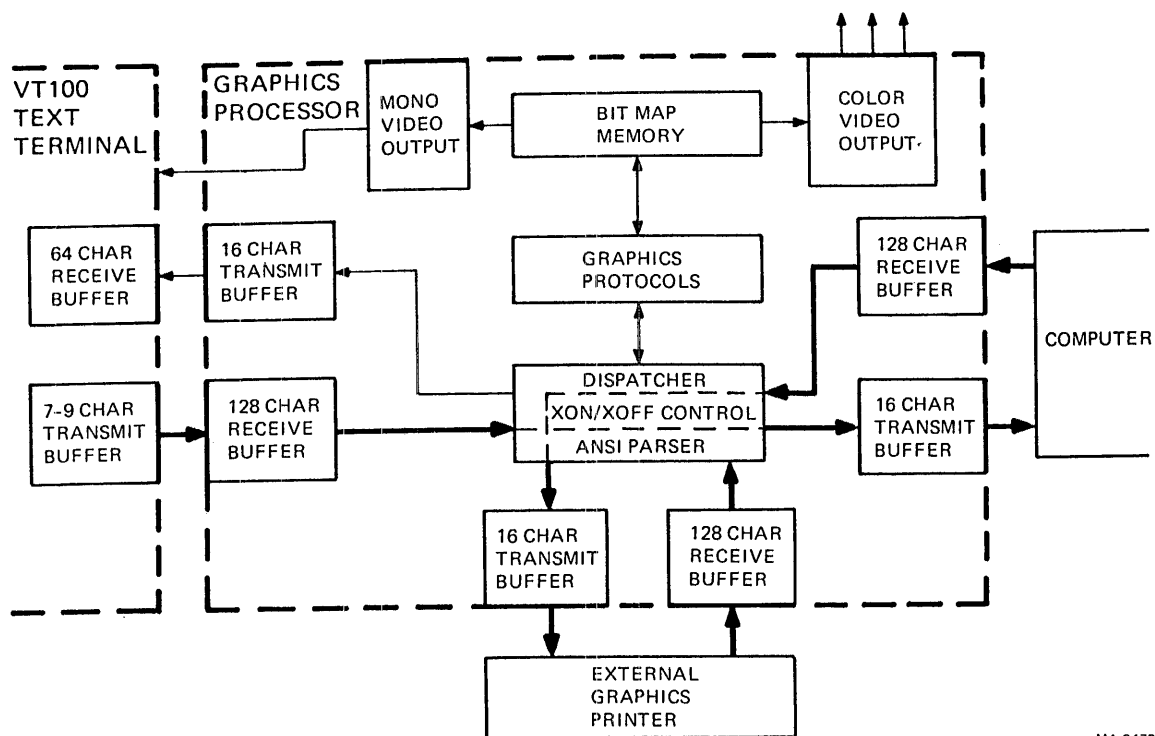 VT100
TEXT
TERMINAL
GRAPHICS
PROCESSOR
MONO
VIDEO
OUTPUT
BIT MAP
MEMORY
COLOR
VIDEO
OUTPUT
64 CHAR
RECEIVE
BUFFER
16 CHAR
TRANSMIT
BUFFER
GRAPHICS
PROTOCOLS
128 CHAR
RECEIVE
BUFFER
COMPUTER
7-9 CHAR
TRANSMIT
BUFFER
128 CHAR
RECEIVE
BUFFER
DISPATCHER
XON/XOFF CONTROL
ANSI PARSER
16 CHAR
TRANSMIT
BUFFER
16 CHAR
TRANSMIT
BUFFER
128 CHAR
RECEIVE
BUFFER
EXTERNAL
GRAPHICS
PRINTER